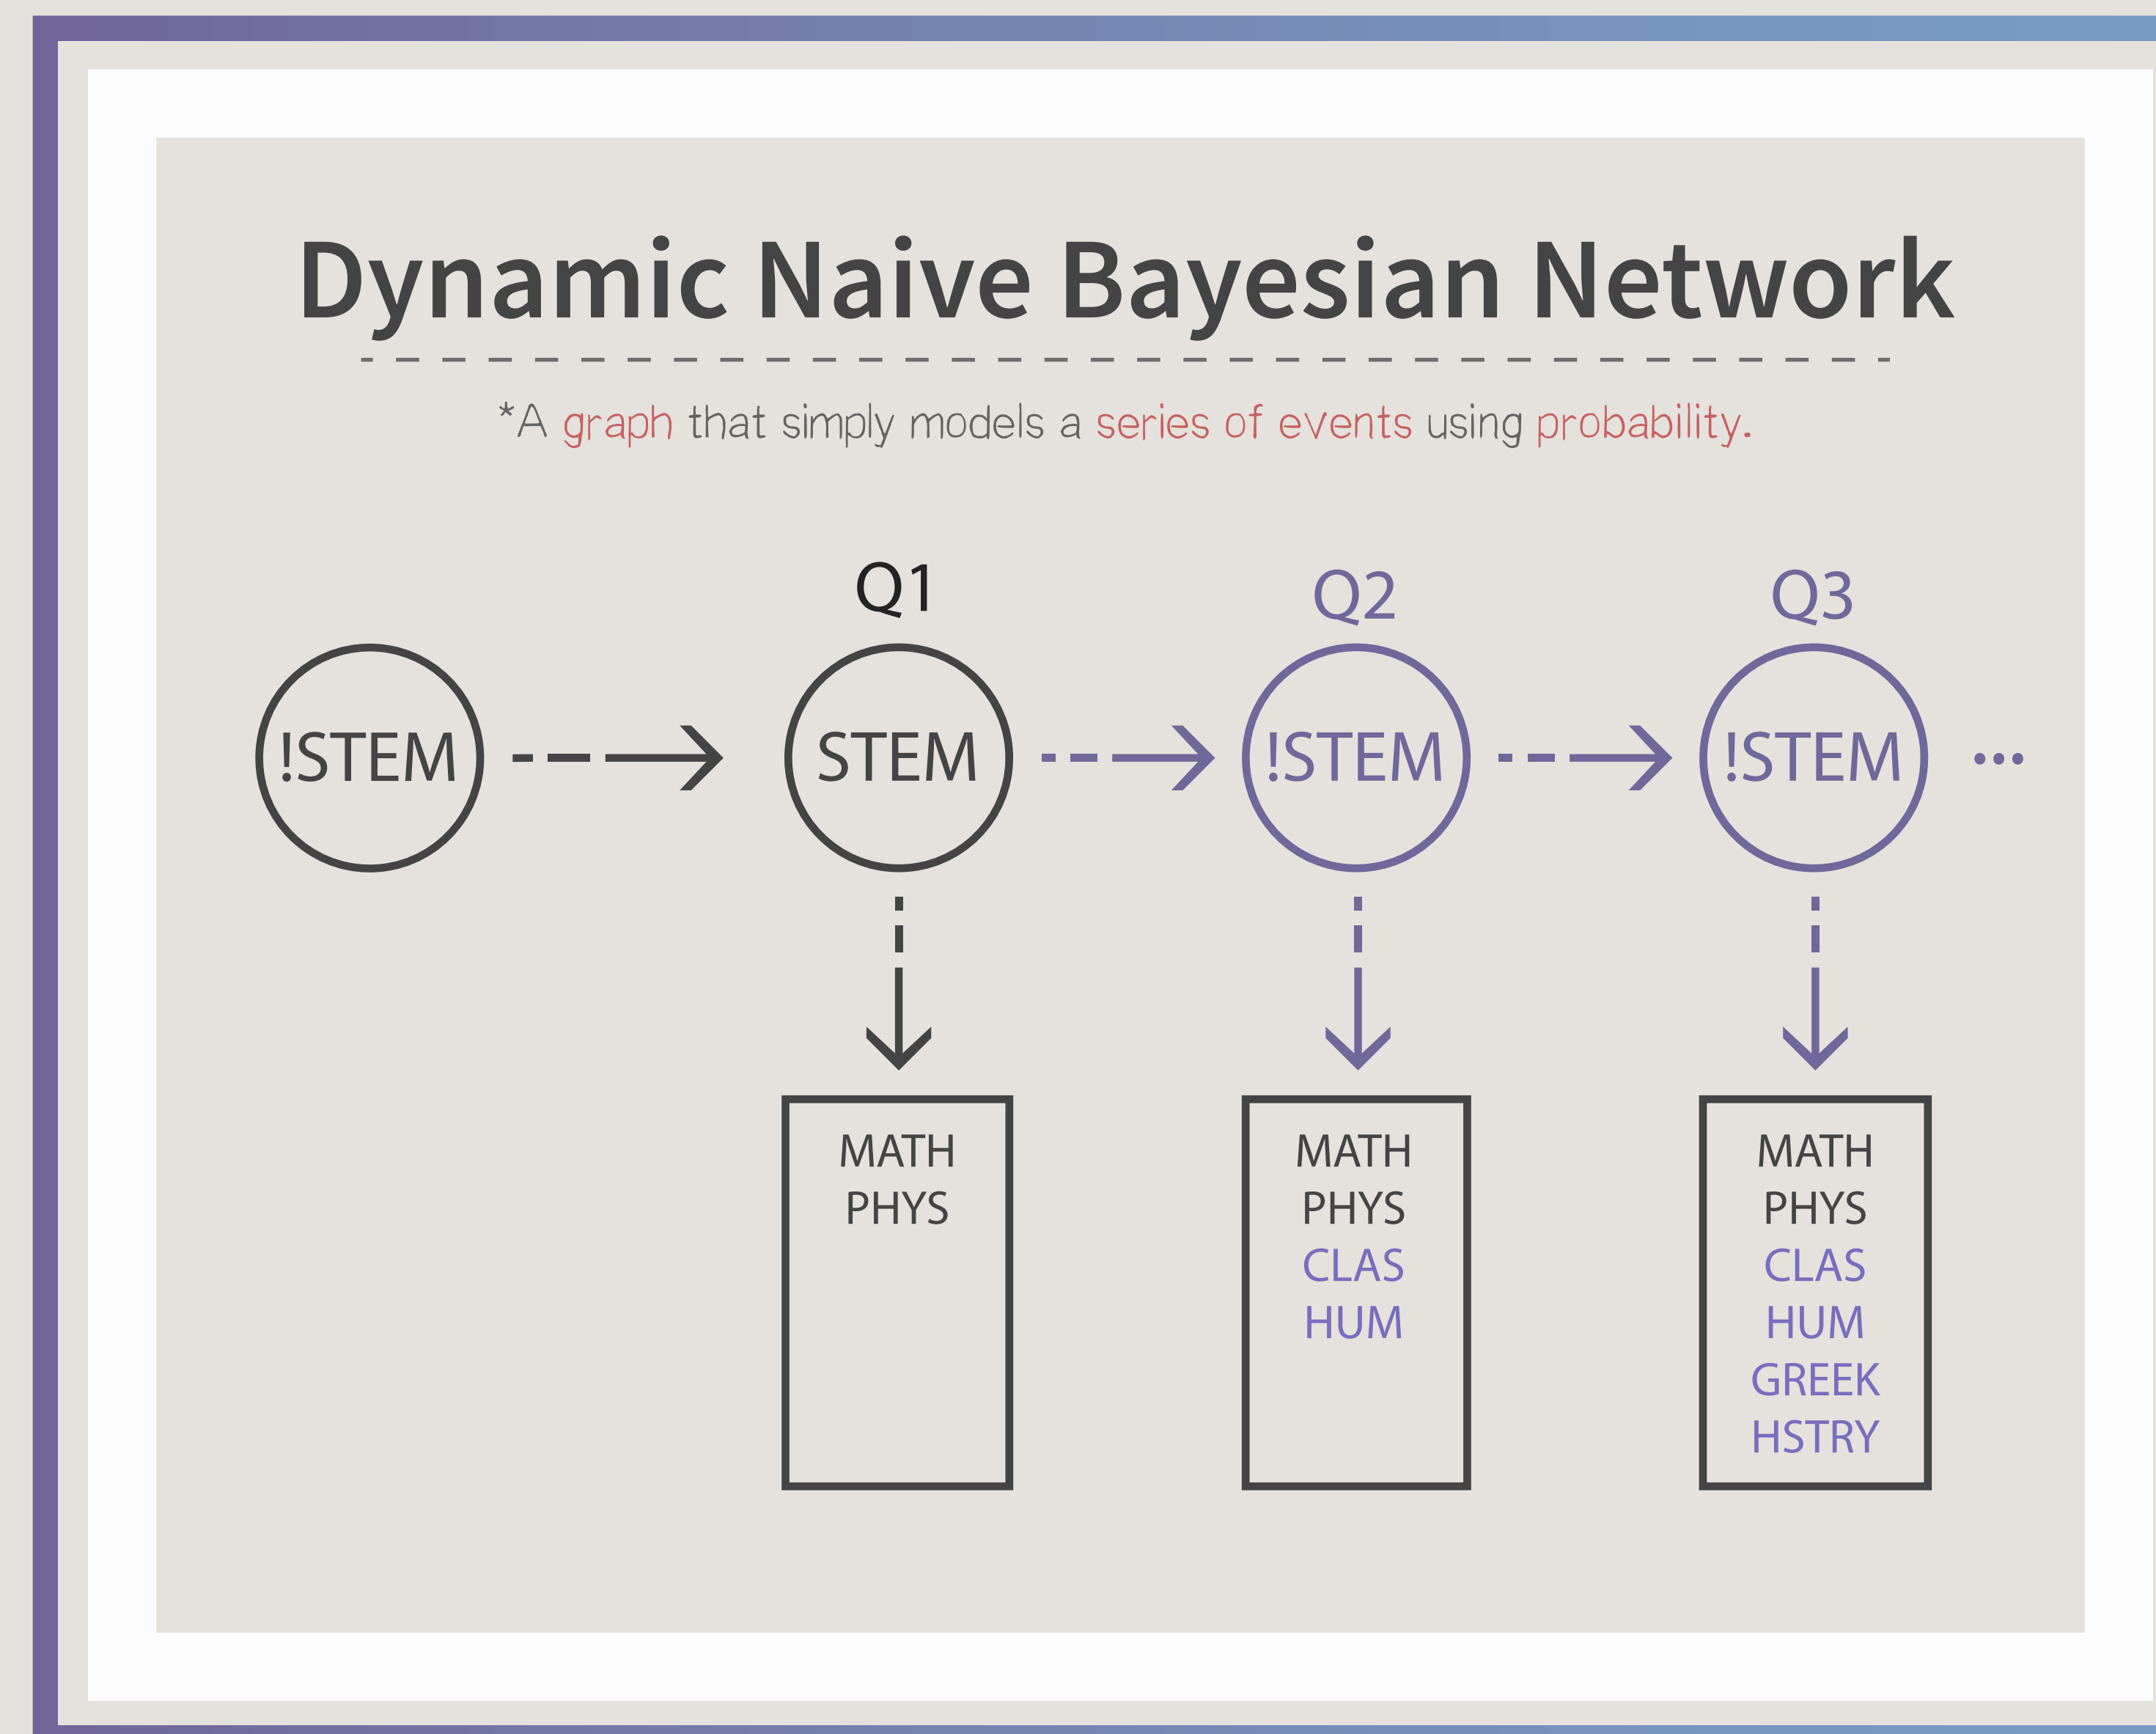 Dynamic Naive Bayesian Network
*A graph that simply models a series of events using probability.
Q1
Q2
Q3
!STEM
STEM
!STEM
!STEM
...
MATH
PHYS
MATH
PHYS
CLAS
HUM
MATH
PHYS
CLAS
HUM
GREEK
HSTRY